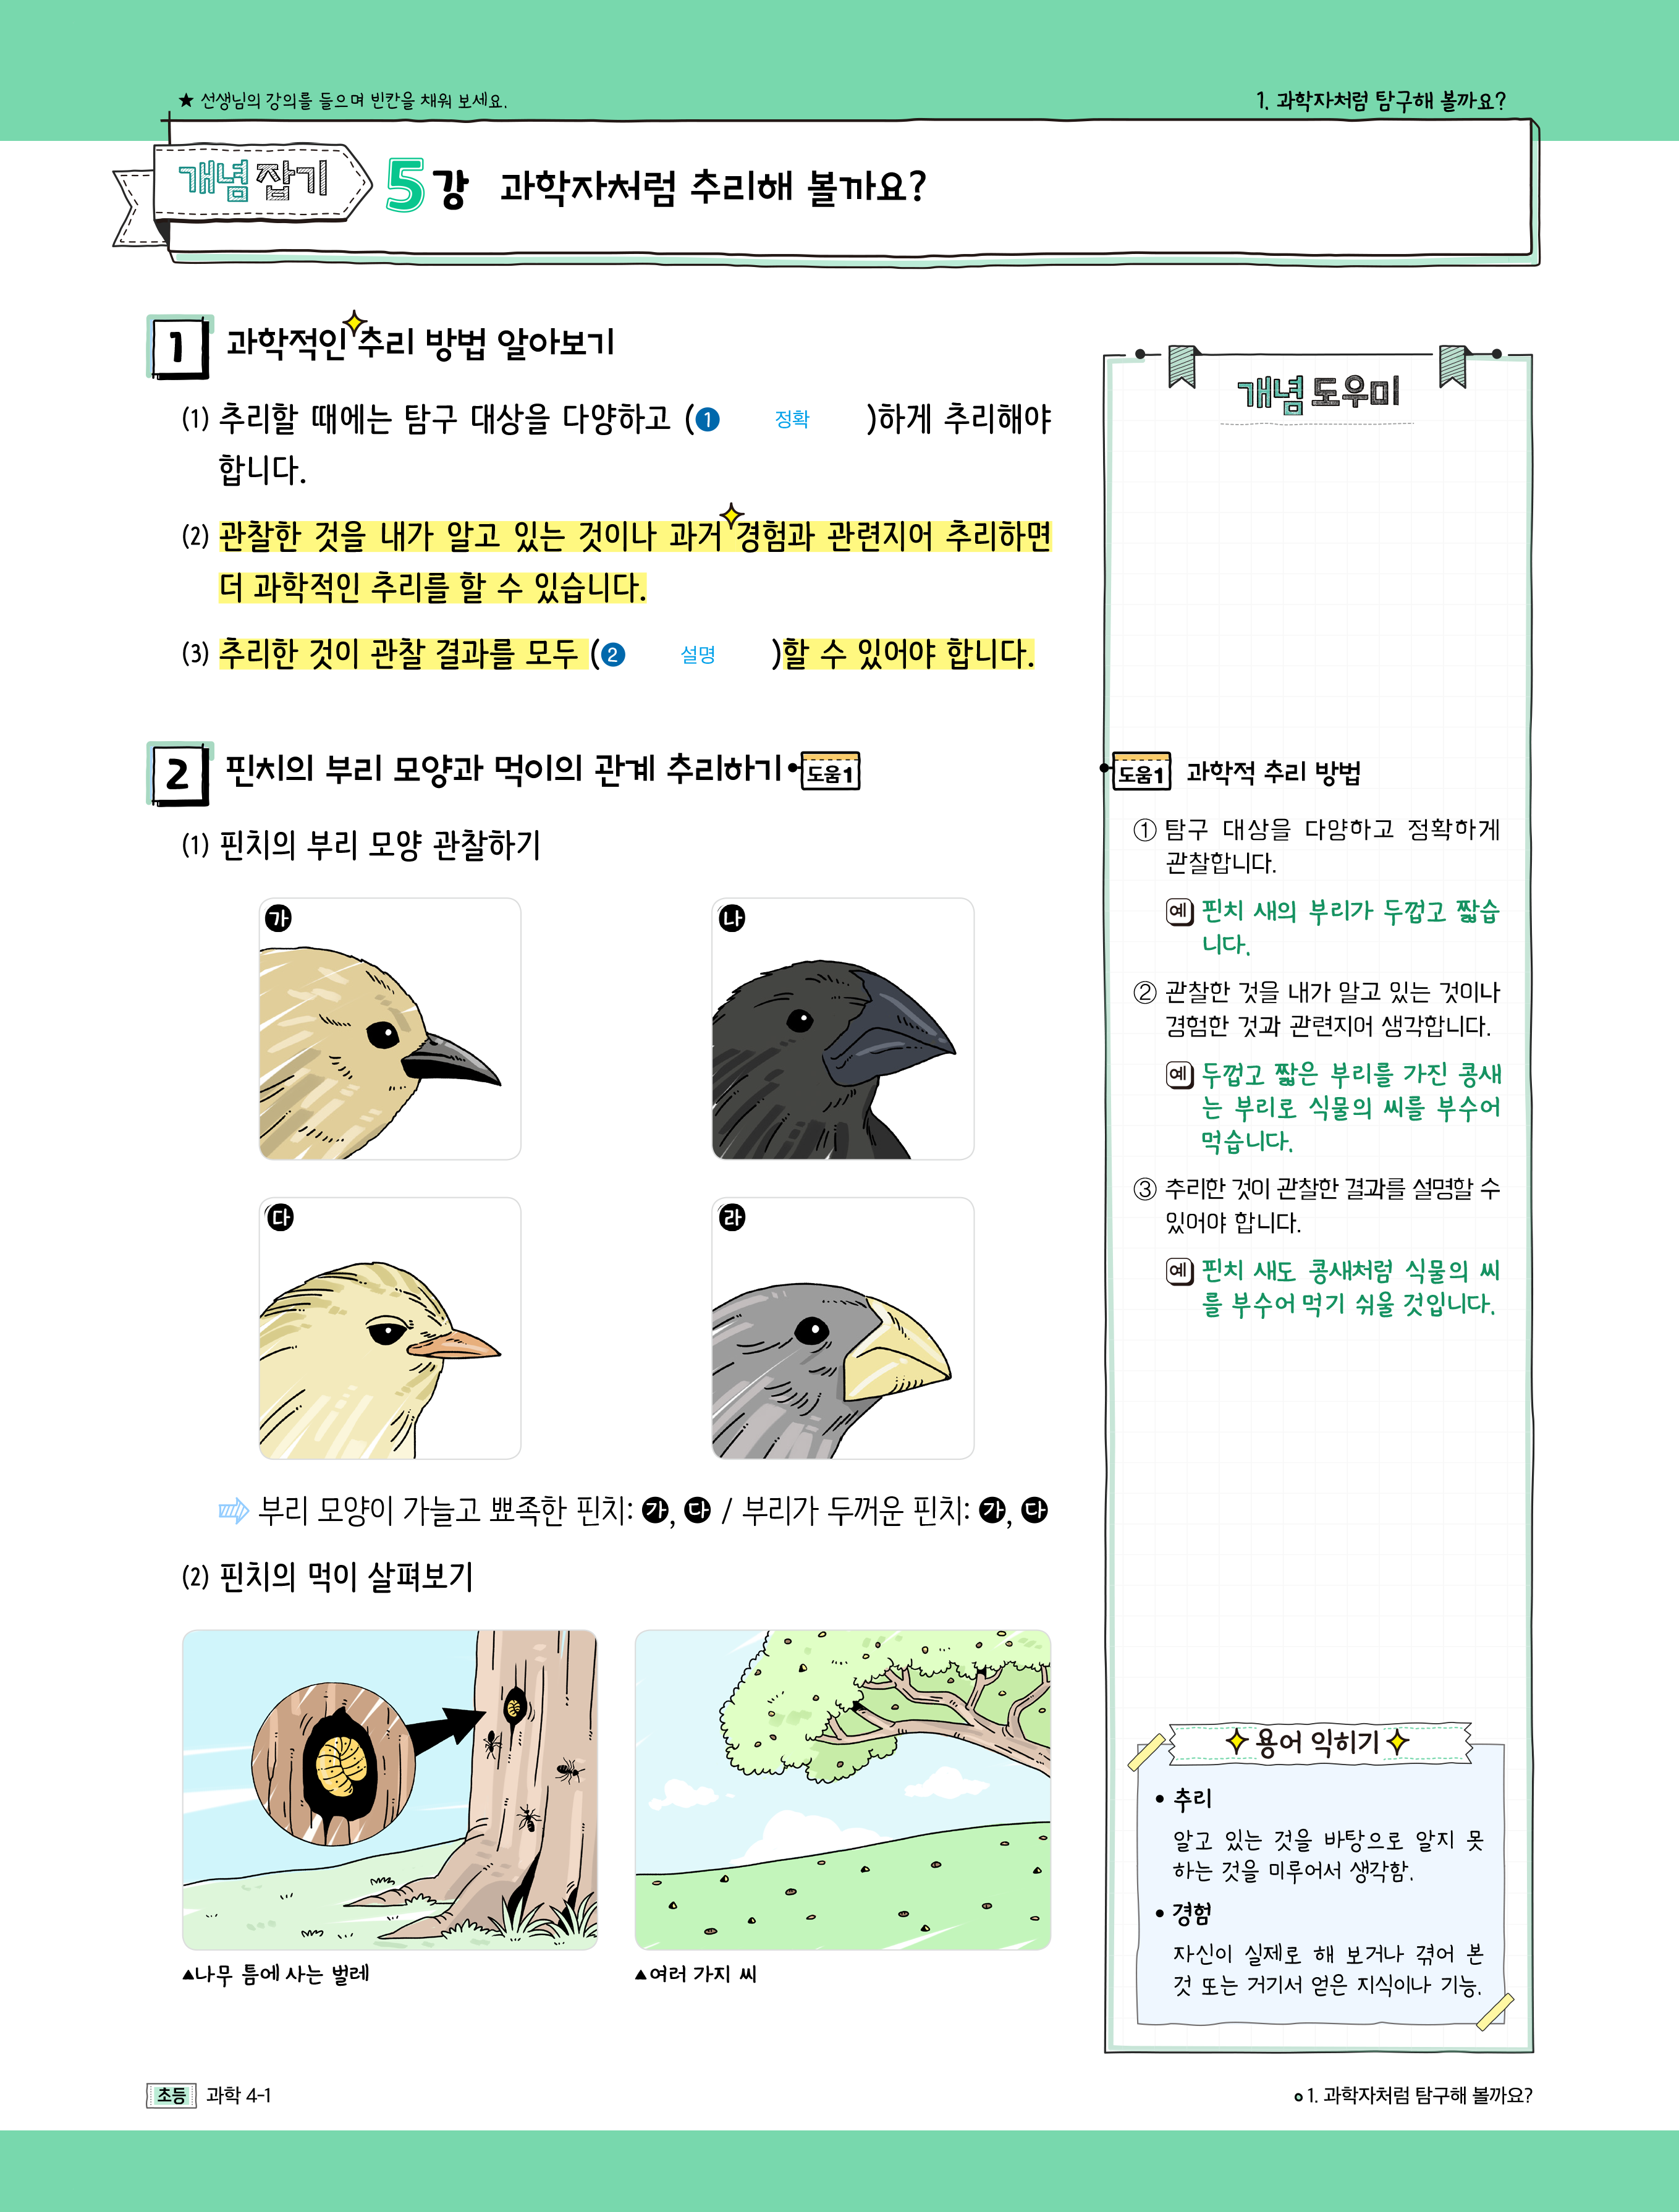 ★ 선생님의 강의를 들으며 빈칸을 채워 보세요.
1. 과학자처럼 탐구해 볼까요?
개념 잡기 5강 과학자처럼 추리해 볼까요?
1 과학적인 추리 방법 알아보기
(1) 추리할 때에는 탐구 대상을 다양하고 (❶ 정확 )하게 추리해야
합니다.
(2) 관찰한 것을 내가 알고 있는 것이나 과거 경험과 관련지어 추리하면
더 과학적인 추리를 할 수 있습니다.
(3) 추리한 것이 관찰 결과를 모두 (❷ 설명 )할 수 있어야 합니다.
2 핀치의 부리 모양과 먹이의 관계 추리하기 도움1
(1) 핀치의 부리 모양 관찰하기
가
나
다
라
부리 모양이 가늘고 뾰족한 핀치: 가, 다 / 부리가 두꺼운 핀치: 가, 다
(2) 핀치의 먹이 살펴보기
▲나무 틈에 사는 벌레
▲여러 가지 씨
개념 도우미
도움1 과학적 추리 방법
① 탐구 대상을 다양하고 정확하게
관찰합니다.
예 핀치 새의 부리가 두껍고 짧습
니다.
② 관찰한 것을 내가 알고 있는 것이나
경험한 것과 관련지어 생각합니다.
예 두껍고 짧은 부리를 가진 콩새
는 부리로 식물의 씨를 부수어
먹습니다.
③ 추리한 것이 관찰한 결과를 설명할 수
있어야 합니다.
예 핀치 새도 콩새처럼 식물의 씨
를 부수어 먹기 쉬울 것입니다.
용어 익히기
• 추리
알고 있는 것을 바탕으로 알지 못
하는 것을 미루어서 생각함.
• 경험
자신이 실제로 해 보거나 겪어 본
것 또는 거기서 얻은 지식이나 기능.
초등 과학 4-1
1. 과학자처럼 탐구해 볼까요?